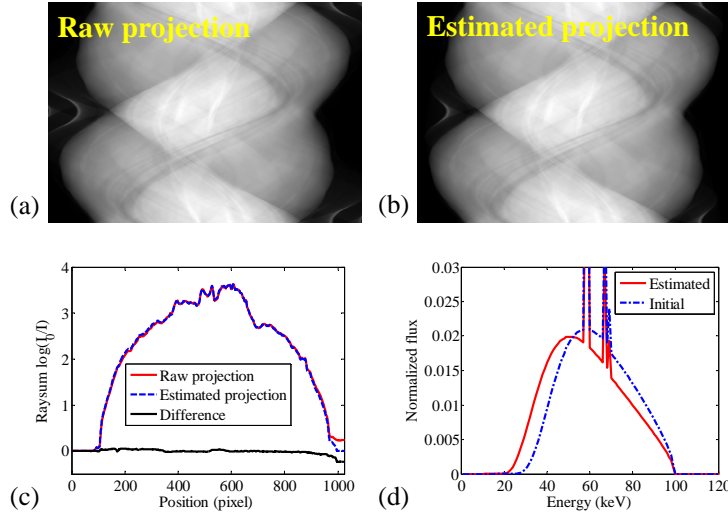 Raw projection
Estimated projection
(a)
(b)
4
3
2
1
0
Raysum log(I0/I)
Raw projection
Estimated projection
Difference
0 200 400 600 800 1000
Position (pixel)
(c)
0.03
0.025
0.02
0.015
0.01
0.005
0
Normalized flux
Estimated
Initial
0 20 40 60 80 100 120
Energy (keV)
(d)